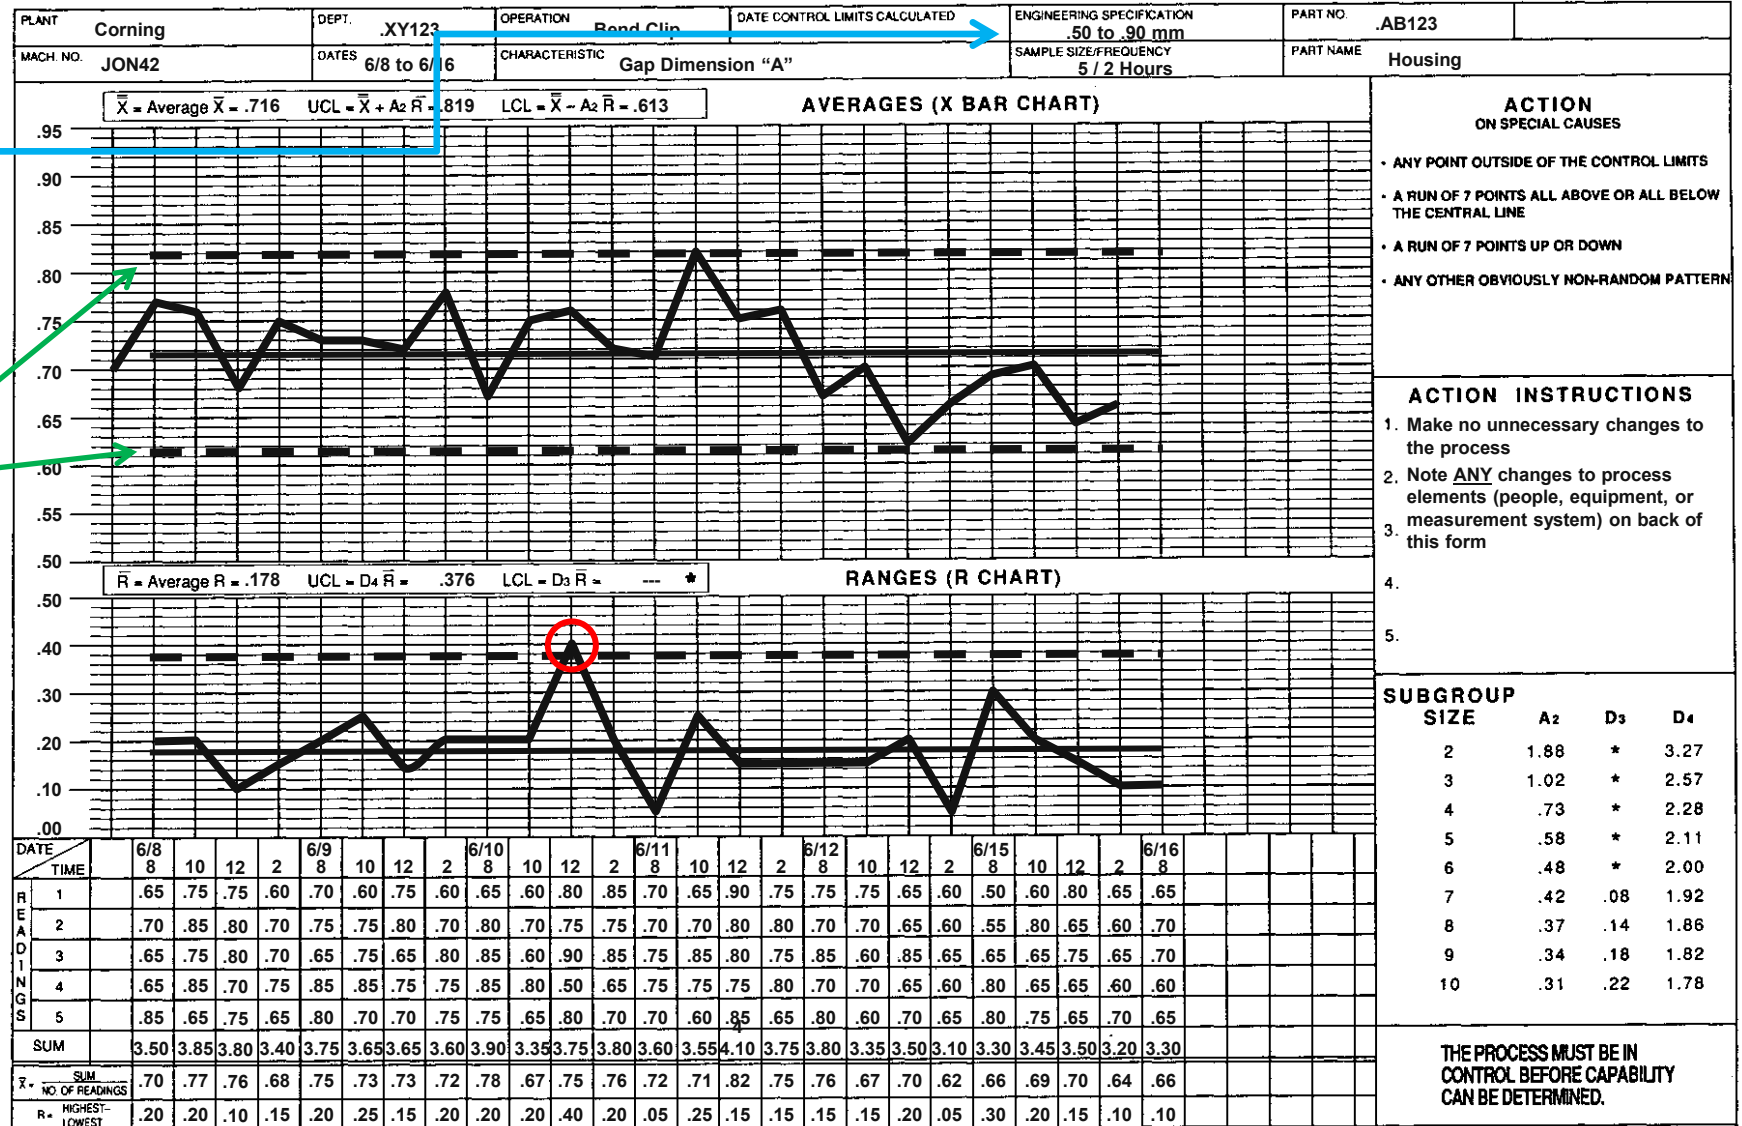 PLANT Corning DEPT. .XY123 OPERATION Bend Clip DATE CONTROL LIMITS CALCULATED ENGINEERING SPECIFICATION .50 to .90 mm PART NO. .AB123
MACH. NO. JON42 DATES 6/8 to 6/16 CHARACTERISTIC Gap Dimension “A” SAMPLE SIZE/FREQUENCY 5 / 2 Hours PART NAME Housing
X̿ = Average X̅ = .716 UCL = X̿ + A2 R̅ = .819 LCL = X̿ – A2 R̅ = .613 AVERAGES (X BAR CHART)
.95
.90
.85
.80
.75
.70
.65
.60
.55
.50
R̅ = Average R = .178 UCL = D4 R̅ = .376 LCL = D3 R̅ = --- * RANGES (R CHART)
.50
.40
.30
.20
.10
.00
DATE 6/8 6/9 6/10 6/11 6/12 6/15 6/16
TIME 8 10 12 2 8 10 12 2 8 10 12 2 8 10 12 2 8 10 12 2 8 10 12 2 8
READINGS
1 .65 .75 .75 .60 .70 .60 .75 .60 .65 .60 .80 .85 .70 .65 .90 .75 .75 .75 .65 .60 .50 .60 .80 .65 .65
2 .70 .85 .80 .70 .75 .75 .80 .70 .80 .70 .75 .75 .70 .70 .80 .80 .70 .70 .65 .60 .55 .80 .65 .60 .70
3 .65 .75 .80 .70 .65 .75 .65 .80 .85 .60 .90 .85 .75 .85 .80 .75 .85 .60 .85 .65 .65 .65 .75 .65 .70
4 .65 .85 .70 .75 .85 .85 .75 .75 .85 .80 .50 .65 .75 .75 .75 .80 .70 .70 .65 .60 .80 .65 .65 .60 .60
5 .85 .65 .75 .65 .80 .70 .70 .75 .75 .65 .80 .70 .70 .60 .85 .65 .80 .60 .70 .65 .80 .75 .65 .70 .65
4
SUM 3.50 3.85 3.80 3.40 3.75 3.65 3.65 3.60 3.90 3.35 3.75 3.80 3.60 3.55 4.10 3.75 3.80 3.35 3.50 3.10 3.30 3.45 3.50 3.20 3.30
X̅ = SUM NO. OF READINGS .70 .77 .76 .68 .75 .73 .73 .72 .78 .67 .75 .76 .72 .71 .82 .75 .76 .67 .70 .62 .66 .69 .70 .64 .66
R = HIGHEST– LOWEST .20 .20 .10 .15 .20 .25 .15 .20 .20 .20 .40 .20 .05 .25 .15 .15 .15 .15 .20 .05 .30 .20 .15 .10 .10
ACTION
ON SPECIAL CAUSES
• ANY POINT OUTSIDE OF THE CONTROL LIMITS
• A RUN OF 7 POINTS ALL ABOVE OR ALL BELOW
THE CENTRAL LINE
• A RUN OF 7 POINTS UP OR DOWN
• ANY OTHER OBVIOUSLY NON-RANDOM PATTERN
ACTION INSTRUCTIONS
1. Make no unnecessary changes to
the process
2. Note ANY changes to process
elements (people, equipment, or
3. measurement system) on back of
this form
4.
5.
SUBGROUP
SIZE A2 D3 D4
2 1.88 * 3.27
3 1.02 * 2.57
4 .73 * 2.28
5 .58 * 2.11
6 .48 * 2.00
7 .42 .08 1.92
8 .37 .14 1.86
9 .34 .18 1.82
10 .31 .22 1.78
THE PROCESS MUST BE IN
CONTROL BEFORE CAPABILITY
CAN BE DETERMINED.